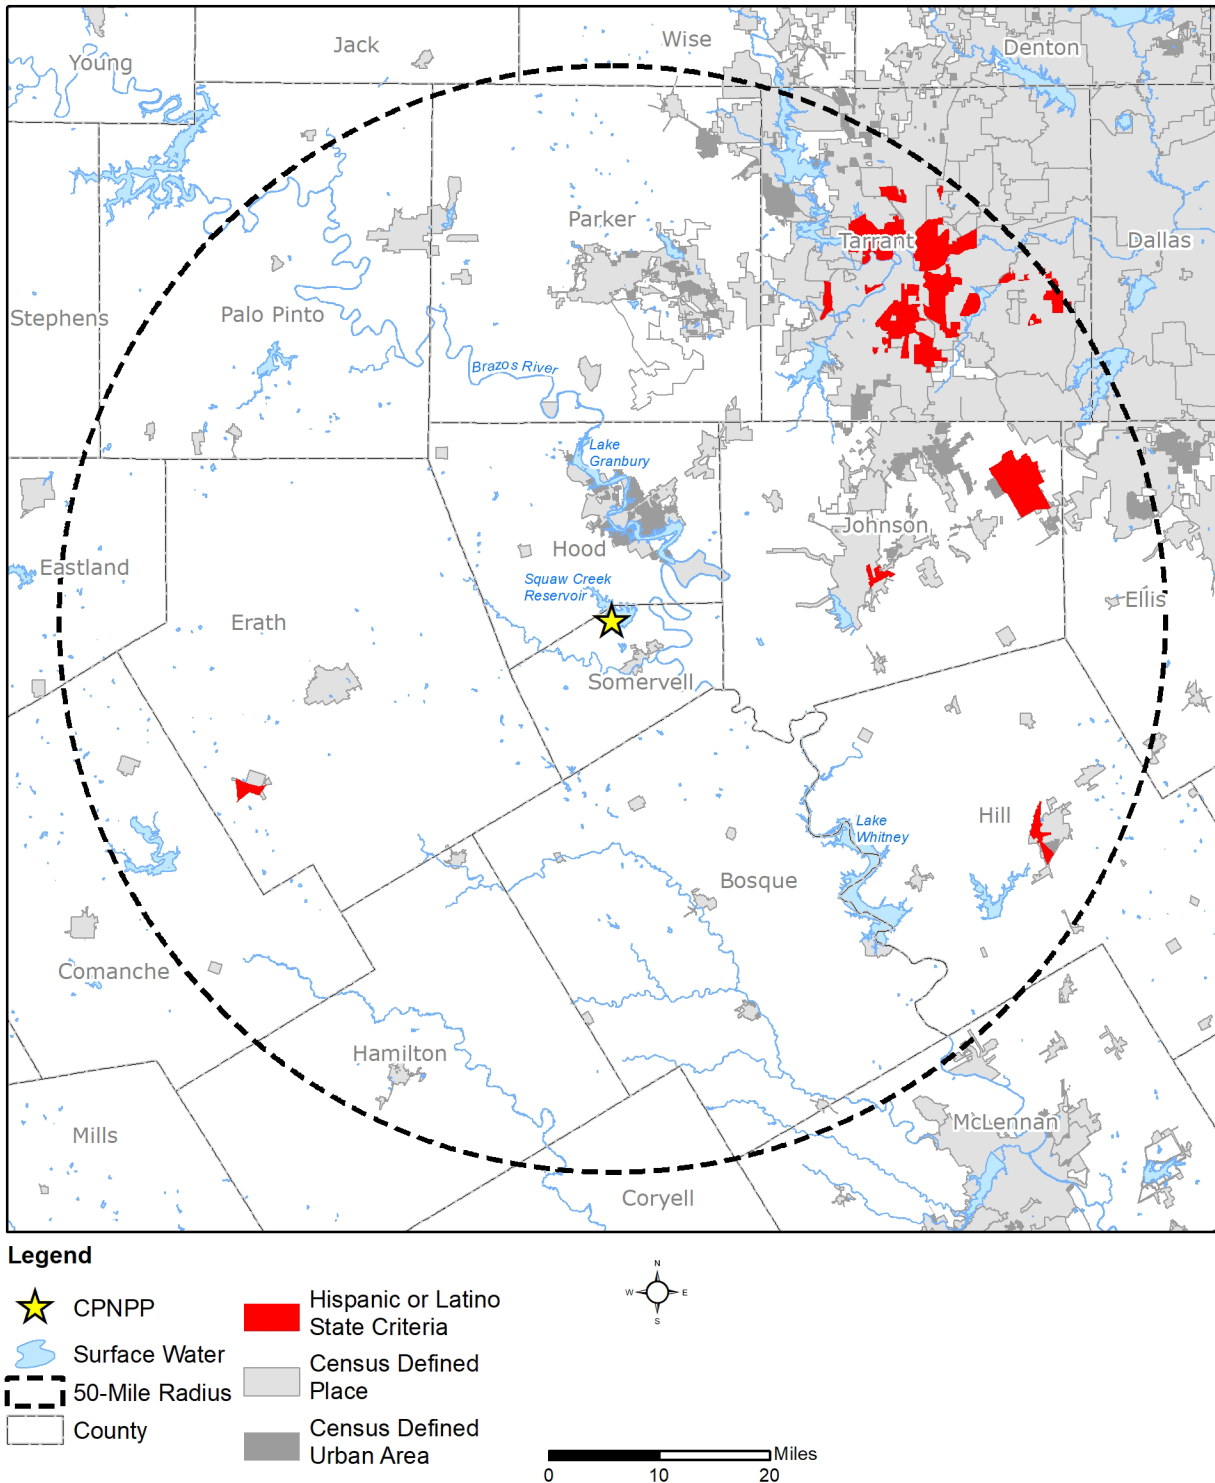 Young
Jack
Wise
Denton
Parker
Tarrant
Dallas
Stephens
Palo Pinto
Brazos River
Lake
Granbury
Johnson
Hood
Eastland
Squaw Creek
Reservoir
Ellis
Erath
Somervell
Hill
Lake
Whitney
Bosque
Comanche
Hamilton
Mills
McLennan
Coryell
Legend
CPNPP
Surface Water
50-Mile Radius
County
Hispanic or Latino
State Criteria
Census Defined
Place
Census Defined
Urban Area
N
W
E
S
Miles
0
10
20